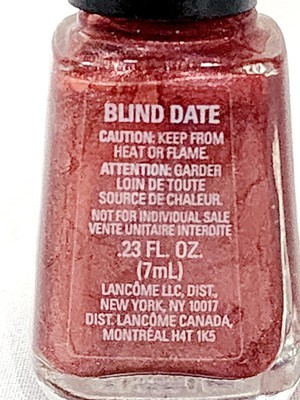 BLIND DATE
CAUTION: KEEP FROM
HEAT OR FLAME.
ATTENTION: GARDER
LOIN DE TOUTE
SOURCE DE CHALEUR.
NOT FOR INDIVIDUAL SALE
VENTE UNITAIRE INTERDITE
.23 FL. OZ.
(7mL)
LANCÔME LLC, DIST.,
NEW YORK, NY 10017
DIST. LANCÔME CANADA,
MONTRÉAL H4T 1K5